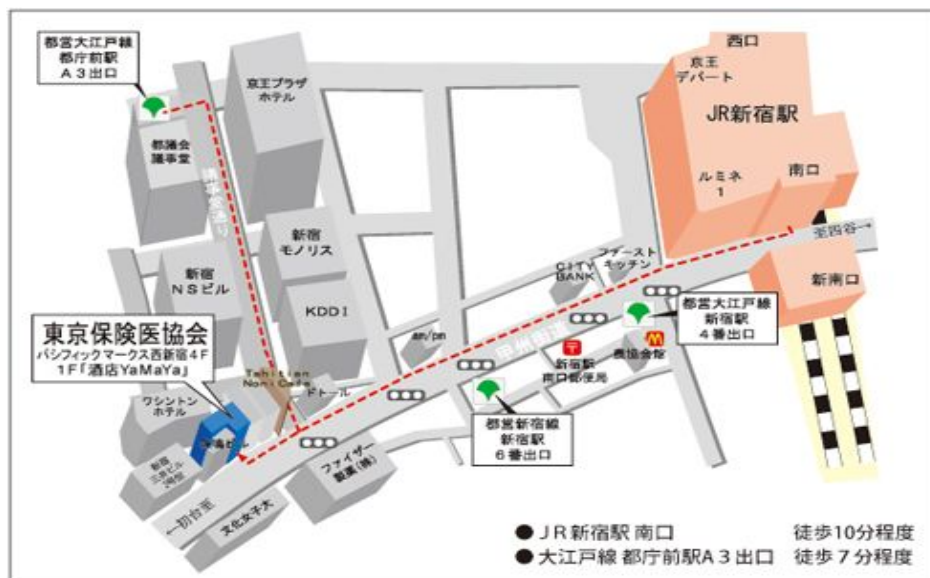 都営大江戸線
都庁前駅
A3出口
京王プラザ
ホテル
西口
京王
デパート
JR新宿駅
ルミネ
1
南口
都議会
議事堂
議事堂通り
至四谷→
新宿
モノリス
新宿
NSビル
KDDI
ファースト
キッチン
CITY
BANK
新南口
都営大江戸線
新宿駅
4番出口
am/pm
甲州街道
新宿駅
南口郵便局
農協会館
東京保険医協会
パシフィックマークス西新宿4F
1F「酒店YaMaYa」
Tahitian
Noni Cafe
ドトール
ワシントン
ホテル
都営新宿線
新宿駅
6番出口
新宿
三井ビル
2号館
ファイザー
製薬(株)
文化女子大
←初台至
●JR新宿駅 南口 徒歩10分程度
●大江戸線 都庁前駅A3出口 徒歩7分程度